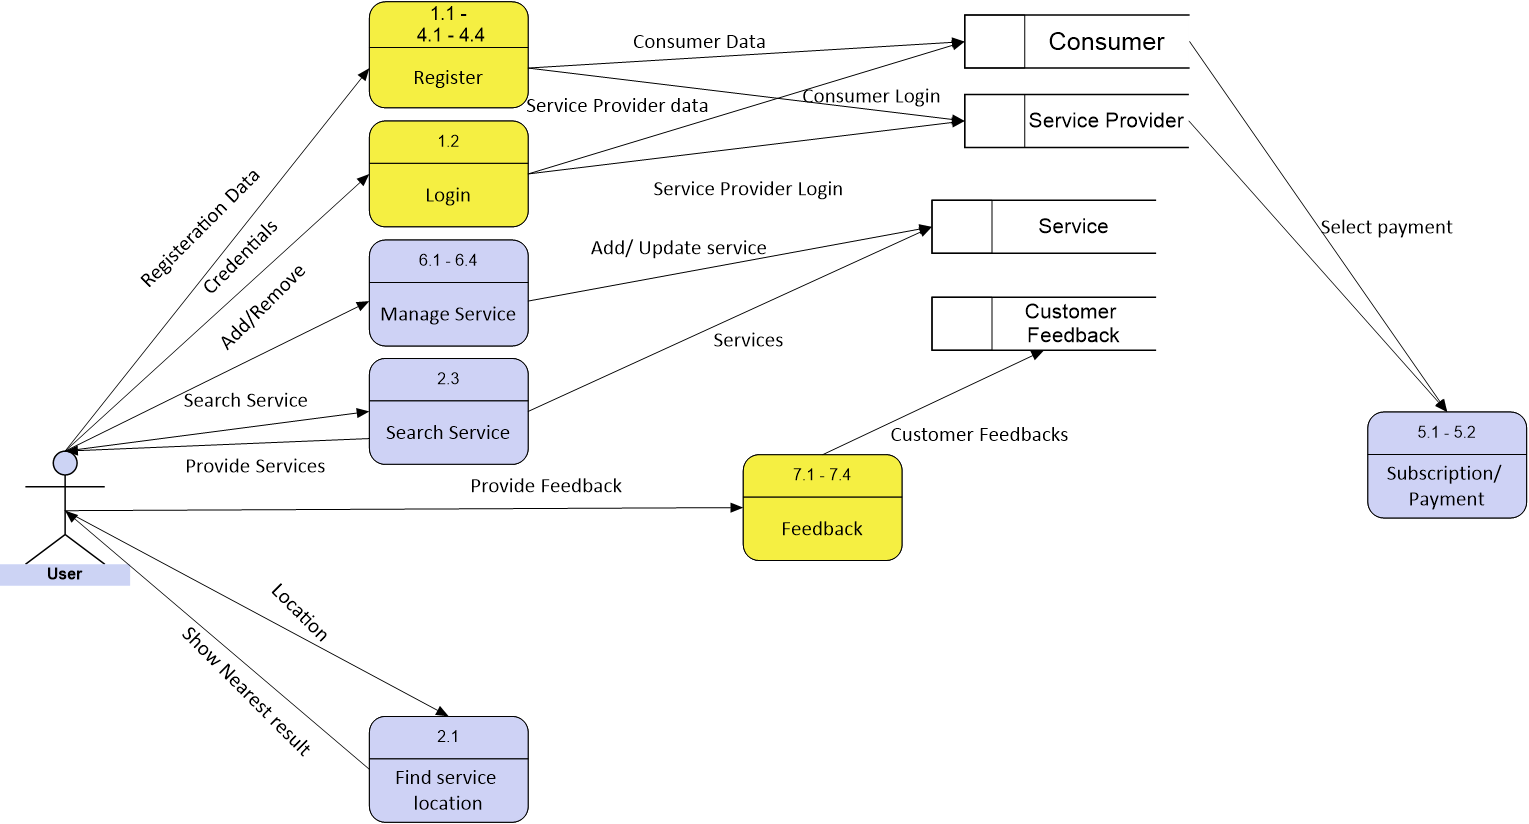 1.1 -
4.1 - 4.4
Register
Consumer Data
Consumer
Service Provider data
Consumer Login
Service Provider
1.2
Login
Service Provider Login
Registeration Data
Credentials
Add/Remove
6.1 - 6.4
Manage Service
Add/ Update service
Service
Select payment
Customer
Feedback
Services
2.3
Search Service
Search Service
Provide Services
Customer Feedbacks
5.1 - 5.2
Subscription/
Payment
Provide Feedback
7.1 - 7.4
Feedback
User
Location
Show Nearest result
2.1
Find service
location